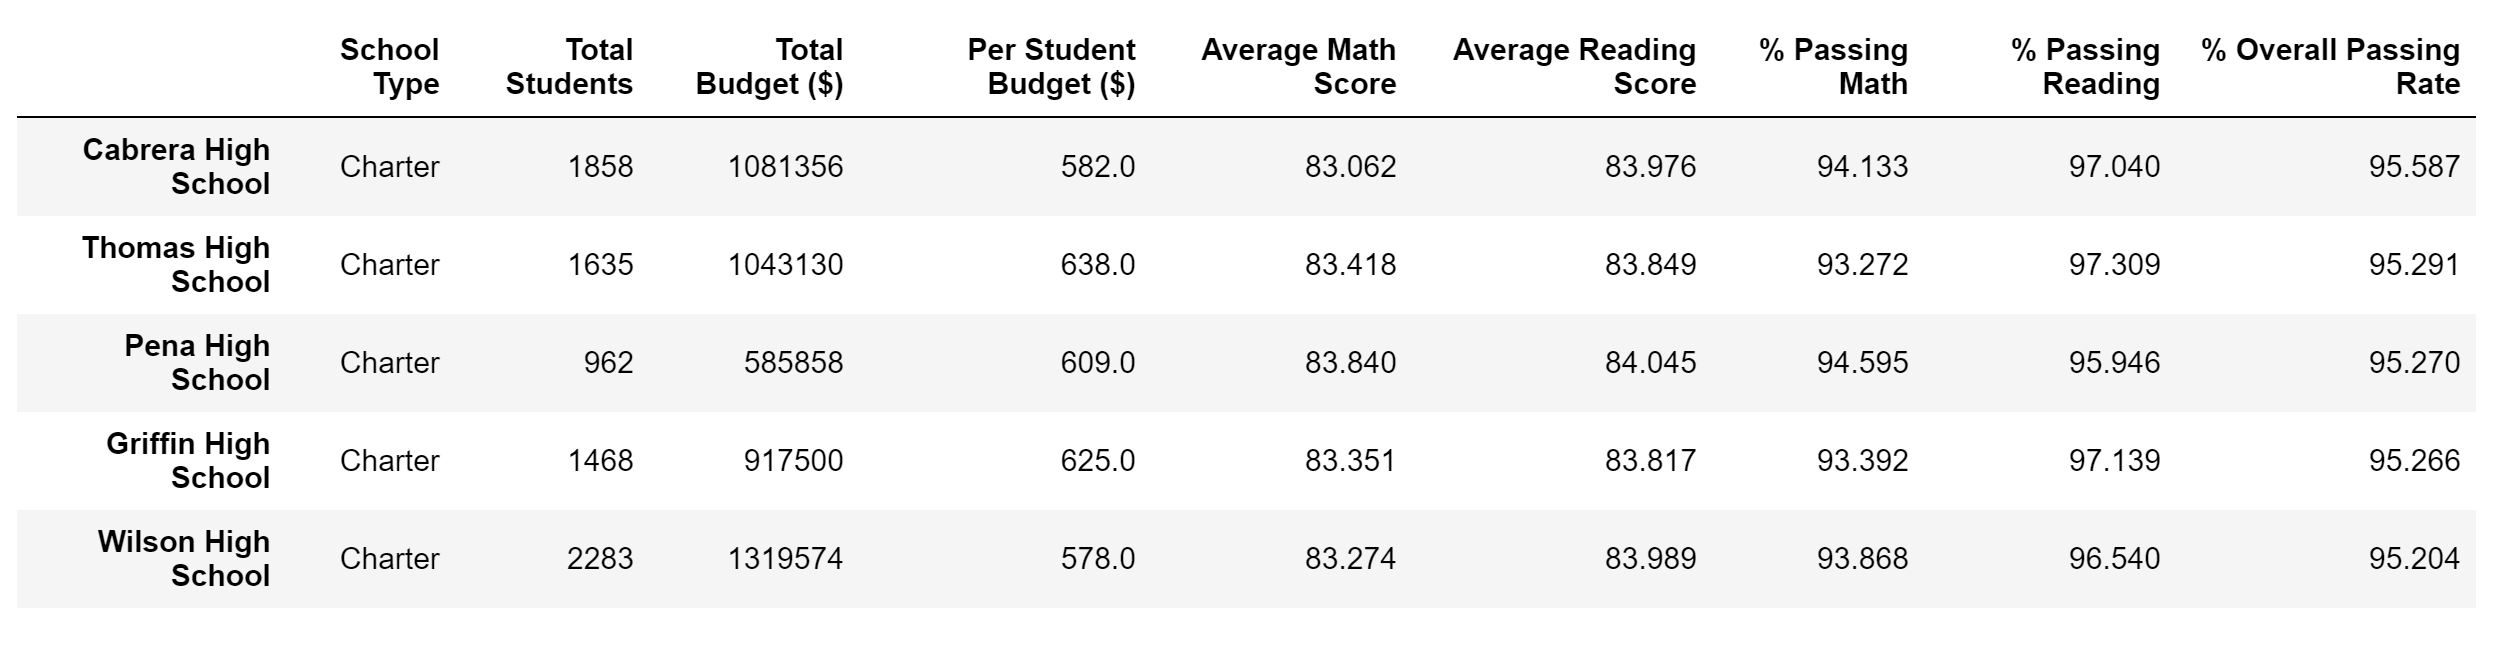 School Total Total Per Student Average Math Average Reading % Passing % Passing % Overall Passing
Type Students Budget ($) Budget ($) Score Score Math Reading Rate
Cabrera High
School Charter 1858 1081356 582.0 83.062 83.976 94.133 97.040 95.587
Thomas High
School Charter 1635 1043130 638.0 83.418 83.849 93.272 97.309 95.291
Pena High
School Charter 962 585858 609.0 83.840 84.045 94.595 95.946 95.270
Griffin High
School Charter 1468 917500 625.0 83.351 83.817 93.392 97.139 95.266
Wilson High
School Charter 2283 1319574 578.0 83.274 83.989 93.868 96.540 95.204